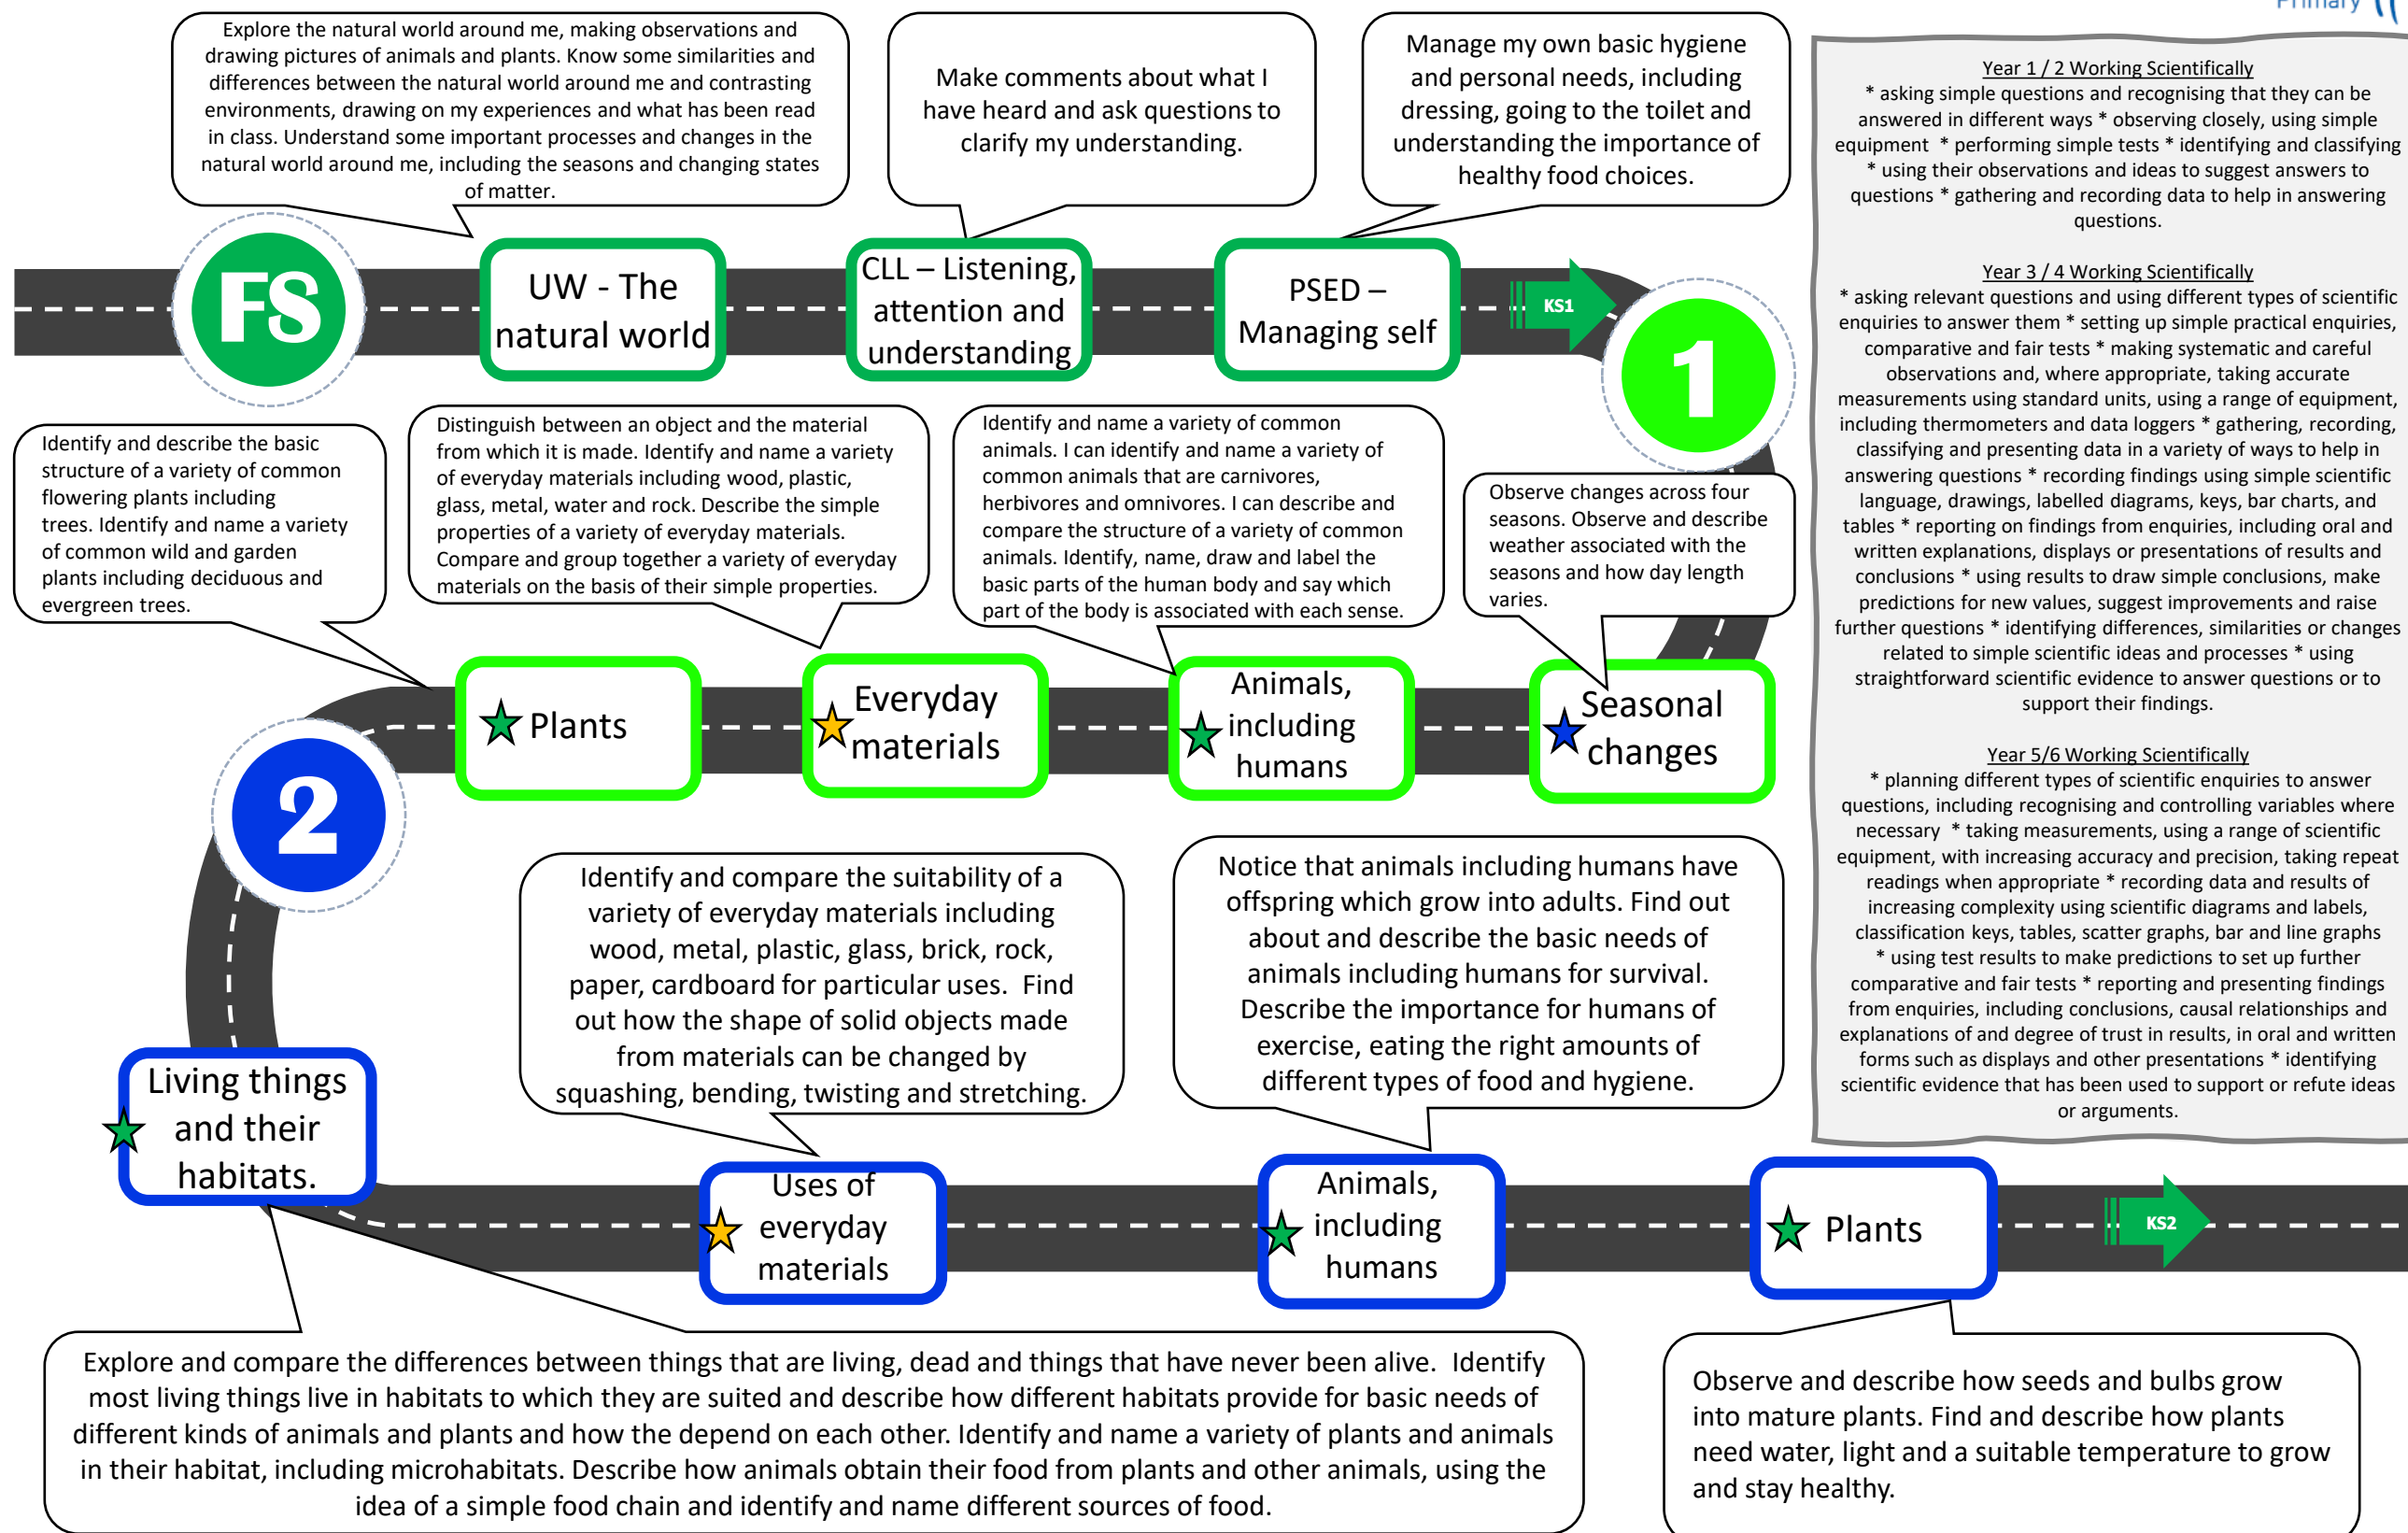 Primary
Explore the natural world around me, making observations and
drawing pictures of animals and plants. Know some similarities and
differences between the natural world around me and contrasting
environments, drawing on my experiences and what has been read
in class. Understand some important processes and changes in the
natural world around me, including the seasons and changing states
of matter.
Make comments about what I
have heard and ask questions to
clarify my understanding.
Manage my own basic hygiene
and personal needs, including
dressing, going to the toilet and
understanding the importance of
healthy food choices.
FS
UW - The
natural world
CLL – Listening,
attention and
understanding
PSED –
Managing self
KS1
1
Identify and describe the basic
structure of a variety of common
flowering plants including
trees. Identify and name a variety
of common wild and garden
plants including deciduous and
evergreen trees.
Distinguish between an object and the material
from which it is made. Identify and name a variety
of everyday materials including wood, plastic,
glass, metal, water and rock. Describe the simple
properties of a variety of everyday materials.
Compare and group together a variety of everyday
materials on the basis of their simple properties.
Identify and name a variety of common
animals. I can identify and name a variety of
common animals that are carnivores,
herbivores and omnivores. I can describe and
compare the structure of a variety of common
animals. Identify, name, draw and label the
basic parts of the human body and say which
part of the body is associated with each sense.
Observe changes across four
seasons. Observe and describe
weather associated with the
seasons and how day length
varies.
Plants
Everyday
materials
Animals,
including
humans
Seasonal
changes
2
Identify and compare the suitability of a
variety of everyday materials including
wood, metal, plastic, glass, brick, rock,
paper, cardboard for particular uses.  Find
out how the shape of solid objects made
from materials can be changed by
squashing, bending, twisting and stretching.
Notice that animals including humans have
offspring which grow into adults. Find out
about and describe the basic needs of
animals including humans for survival.
Describe the importance for humans of
exercise, eating the right amounts of
different types of food and hygiene.
Living things
and their
habitats.
Uses of
everyday
materials
Animals,
including
humans
Plants
KS2
Explore and compare the differences between things that are living, dead and things that have never been alive.  Identify
most living things live in habitats to which they are suited and describe how different habitats provide for basic needs of
different kinds of animals and plants and how the depend on each other. Identify and name a variety of plants and animals
in their habitat, including microhabitats. Describe how animals obtain their food from plants and other animals, using the
idea of a simple food chain and identify and name different sources of food.
Observe and describe how seeds and bulbs grow
into mature plants. Find and describe how plants
need water, light and a suitable temperature to grow
and stay healthy.
Year 1 / 2 Working Scientifically
* asking simple questions and recognising that they can be
answered in different ways * observing closely, using simple
equipment  * performing simple tests * identifying and classifying
* using their observations and ideas to suggest answers to
questions * gathering and recording data to help in answering
questions.
Year 3 / 4 Working Scientifically
* asking relevant questions and using different types of scientific
enquiries to answer them * setting up simple practical enquiries,
comparative and fair tests * making systematic and careful
observations and, where appropriate, taking accurate
measurements using standard units, using a range of equipment,
including thermometers and data loggers * gathering, recording,
classifying and presenting data in a variety of ways to help in
answering questions * recording findings using simple scientific
language, drawings, labelled diagrams, keys, bar charts, and
tables * reporting on findings from enquiries, including oral and
written explanations, displays or presentations of results and
conclusions * using results to draw simple conclusions, make
predictions for new values, suggest improvements and raise
further questions * identifying differences, similarities or changes
related to simple scientific ideas and processes * using
straightforward scientific evidence to answer questions or to
support their findings.
Year 5/6 Working Scientifically
* planning different types of scientific enquiries to answer
questions, including recognising and controlling variables where
necessary  * taking measurements, using a range of scientific
equipment, with increasing accuracy and precision, taking repeat
readings when appropriate * recording data and results of
increasing complexity using scientific diagrams and labels,
classification keys, tables, scatter graphs, bar and line graphs
* using test results to make predictions to set up further
comparative and fair tests * reporting and presenting findings
from enquiries, including conclusions, causal relationships and
explanations of and degree of trust in results, in oral and written
forms such as displays and other presentations * identifying
scientific evidence that has been used to support or refute ideas
or arguments.